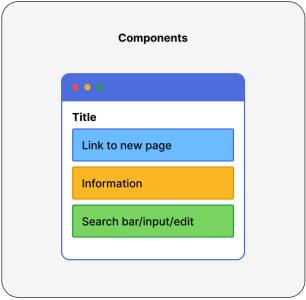 Components
Title
Link to new page
Information
Search bar/input/edit